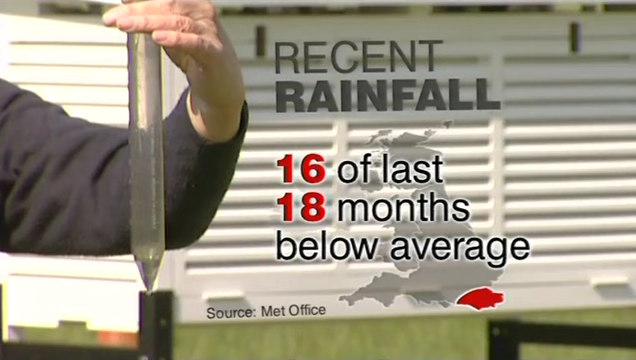 RECENT
RAINFALL
16 of last
18 months
below average
Source: Met Office